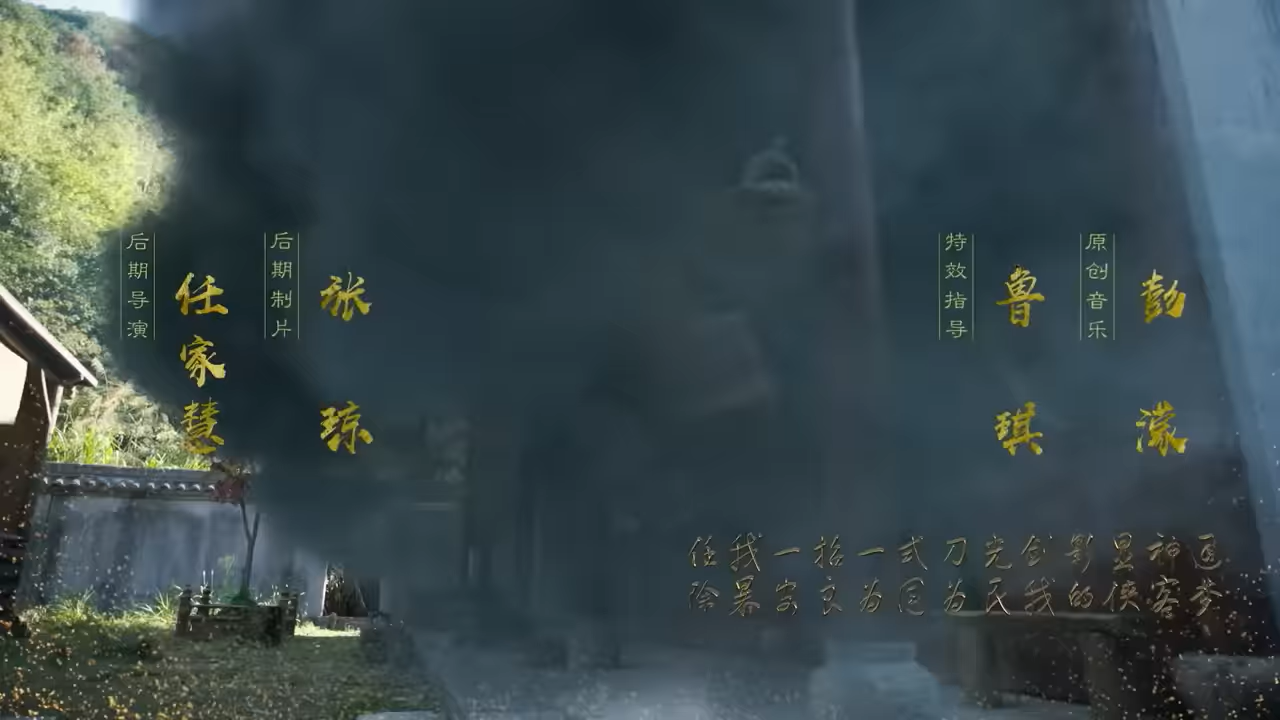 后期导演
任家慧
后期制片
张琼
特效指导
鲁琪
原创音乐
彭濛
任我一招一式刀光剑影显神通
除暴安良为国为民我的侠客梦